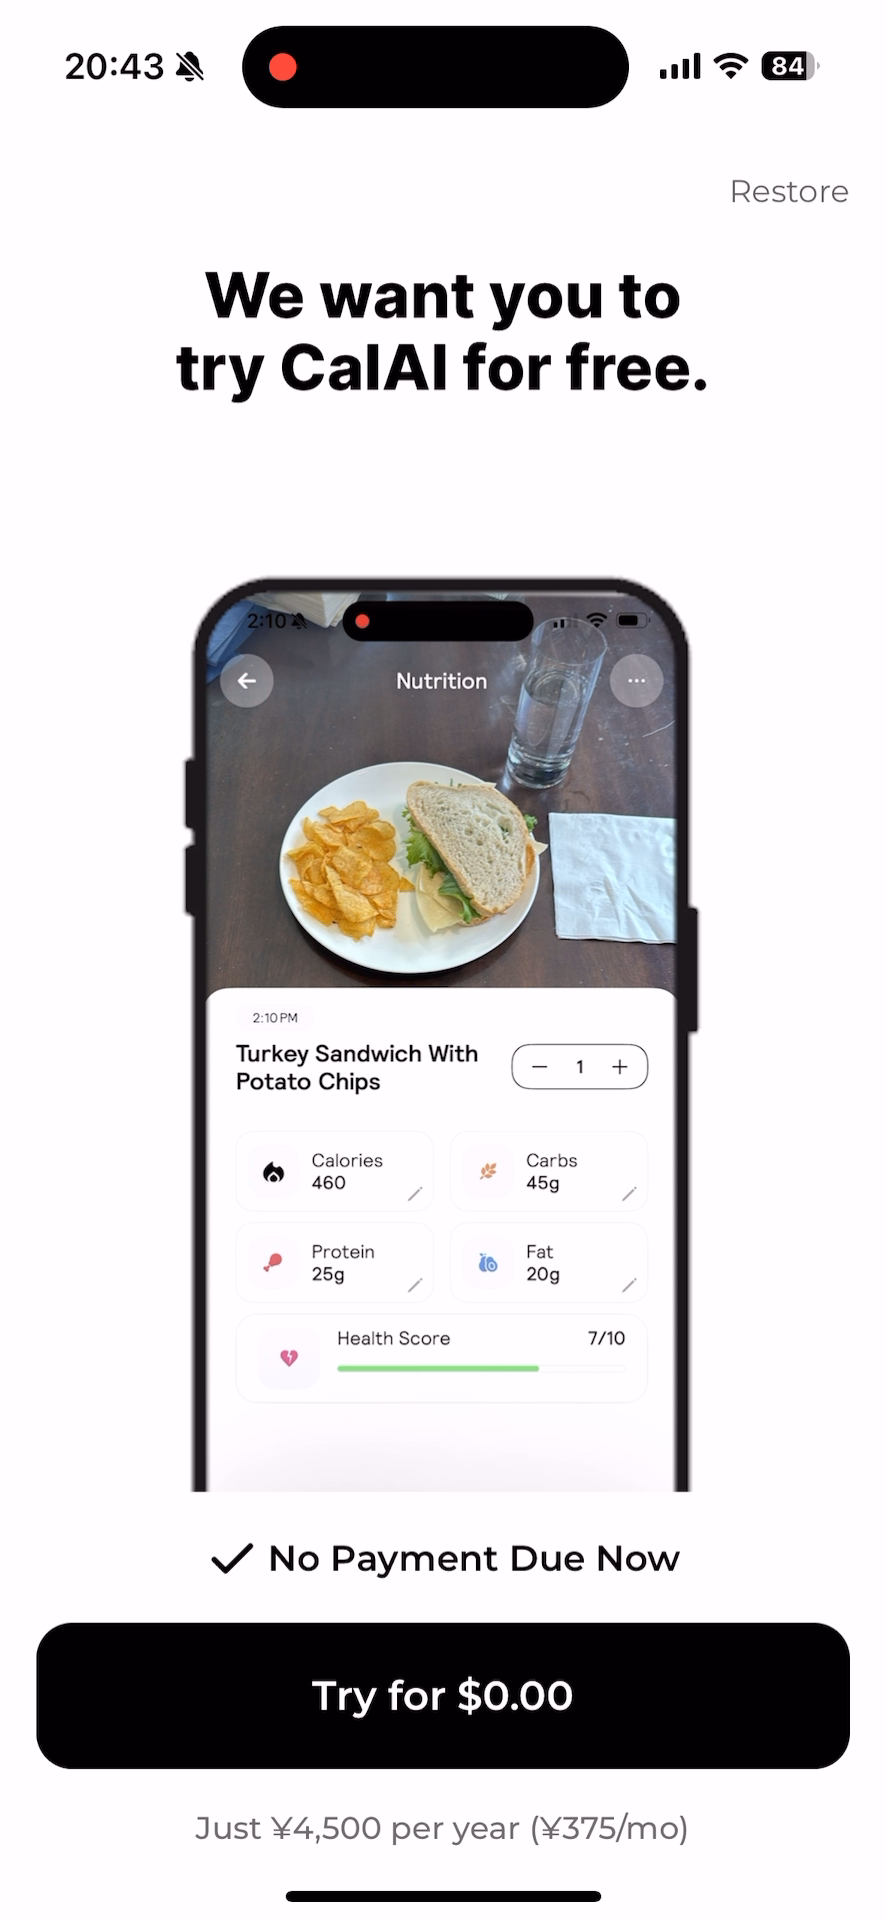 20:43
84
Restore
We want you to
try CalAI for free.
2:10
Nutrition
2:10 PM
Turkey Sandwich With
Potato Chips
1
Calories
460
Carbs
45g
Protein
25g
Fat
20g
Health Score
7/10
No Payment Due Now
Try for $0.00
Just ¥4,500 per year (¥375/mo)